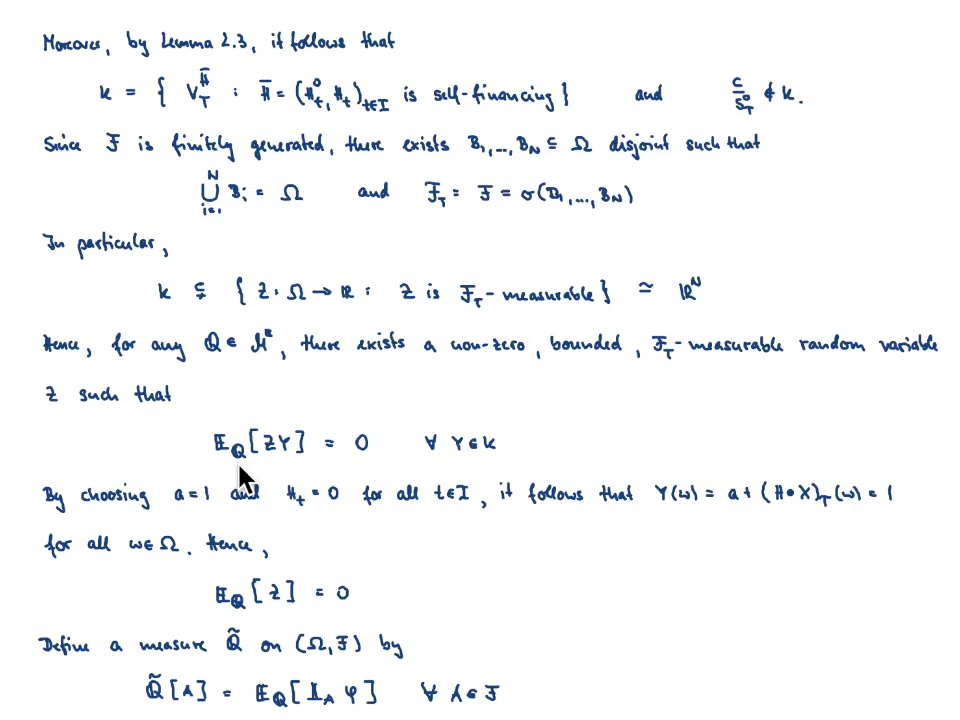 Moreover, by Lemma 2.3, it follows that
K = { V_T^H̄ : H̄ = (H_t^0, H_t)_{t∈I} is self-financing } and C/S_T^0 ∉ K.
Since F is finitely generated, there exists B_1, ..., B_N ⊆ Ω disjoint such that
⋃_{i=1}^N B_i = Ω and F_T = F = σ(B_1, ..., B_N)
In particular,
K ⊊ { Z : Ω → ℝ : Z is F_T-measurable } ≃ ℝ^N
Hence, for any Q ∈ M^e, there exists a non-zero, bounded, F_T-measurable random variable
Z such that
E_Q[ZY] = 0 ∀ Y ∈ K
By choosing a = 1 and H_t = 0 for all t ∈ I, it follows that Y(ω) = a + (H • X)_T(ω) = 1
for all ω ∈ Ω. Hence,
E_Q[Z] = 0
Define a measure Q̃ on (Ω, F) by
Q̃[A] = E_Q[𝟙_A φ] ∀ A ∈ F